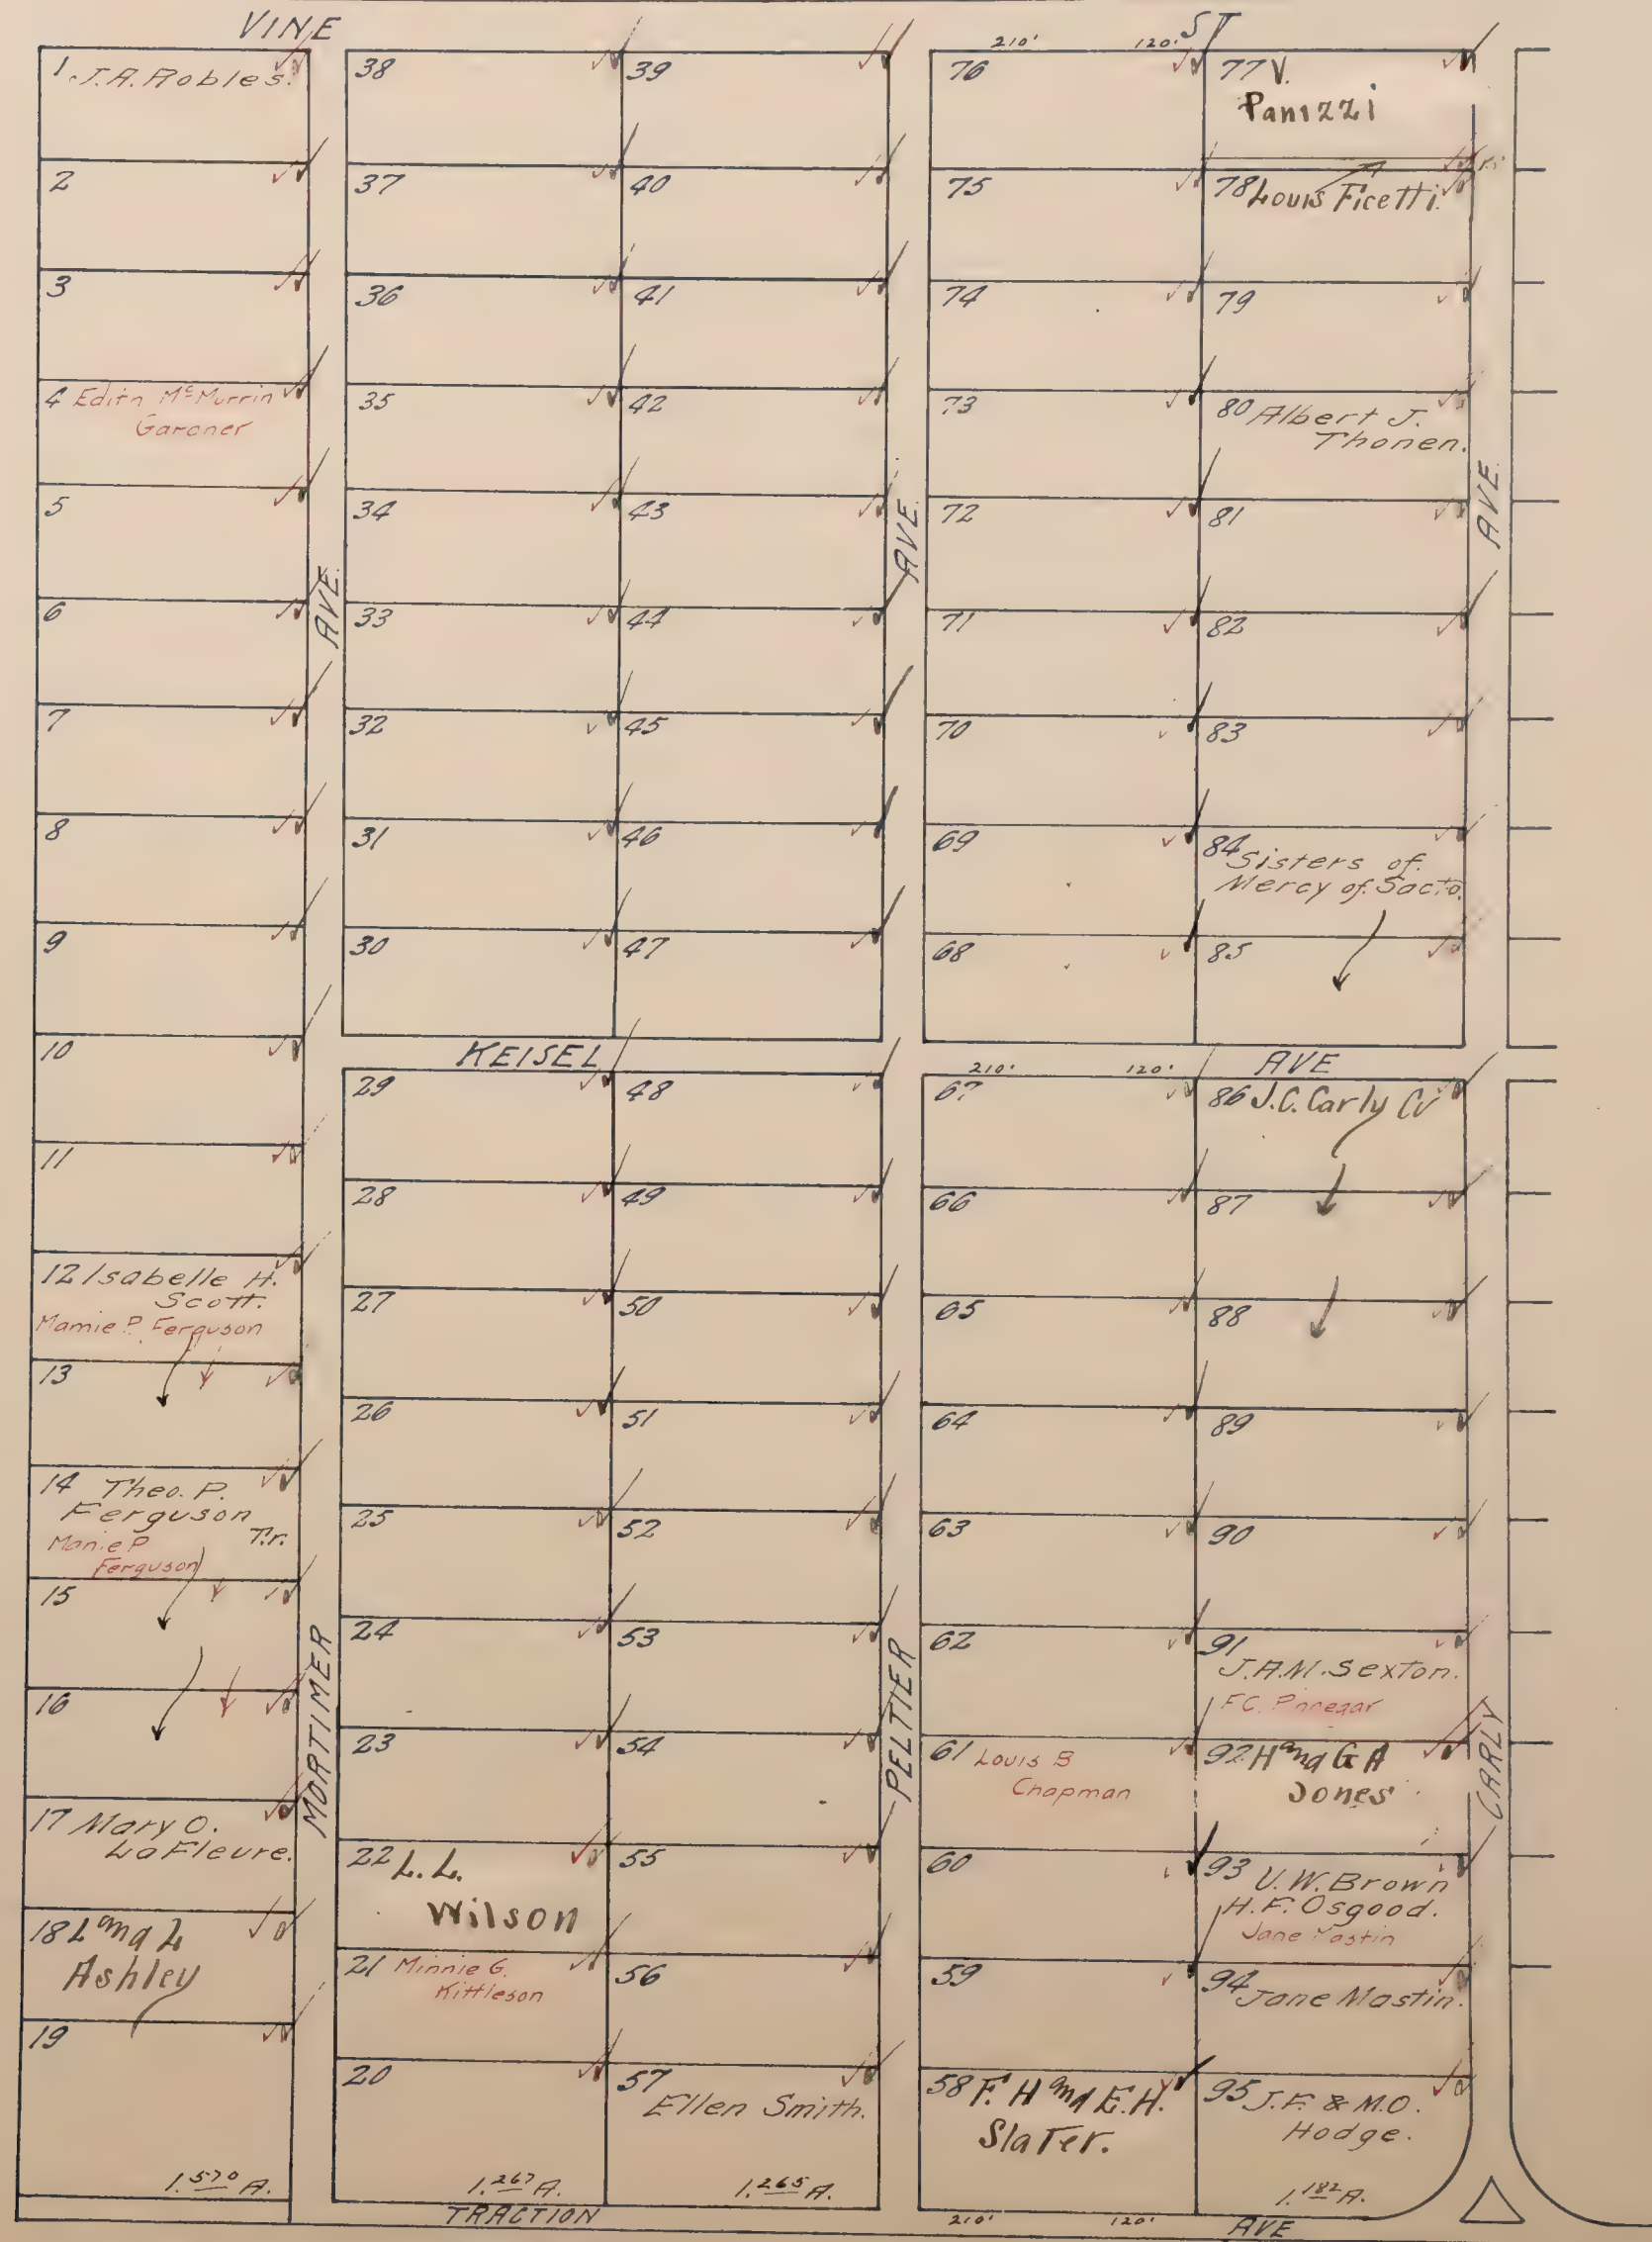 VINE ST
210' 120'
1 J.A. Robles.
2
3
4 Edith McMurrin
Gardner
5
6
7
8
9
10
11
12 Isabelle H.
Scott.
Mamie P. Ferguson
13
14 Theo. P.
Ferguson
Tr.
Mamie P
Ferguson
15
16
17 Mary O.
LaFleure.
18 L and L
Ashley
19
1.570 A.
MORTIMER AVE.
38
37
36
35
34
33
32
31
30
39
40
41
42
43
44
45
46
47
KEISEL AVE
29
28
27
26
25
24
23
22 L.L.
Wilson
21 Minnie G.
Kittleson
20
1.267 A.
48
49
50
51
52
53
54
55
56
57
Ellen Smith.
1.265 A.
PELTIER AVE.
76
75
74
73
72
71
70
69
68
77 V.
Panizzi
78 Louis Ficetti.
79
80 Albert J.
Thonen.
81
82
83
84
Sisters of
Mercy of Sacto.
85
210' 120'
67
66
65
64
63
62
61 Louis B
Chapman
60
59
58 F. H and E.H.
Slater.
86 J.C. Carly Co
87
88
89
90
91
J.A.M. Sexton.
F.C.
92 H and G A
Jones
93 U.W. Brown
H.F. Osgood.
Jane Mastin
94
Jane Mastin.
95 J.F. & M.O.
Hodge.
1.182 A.
CARLY AVE.
TRACTION AVE
210' 120'